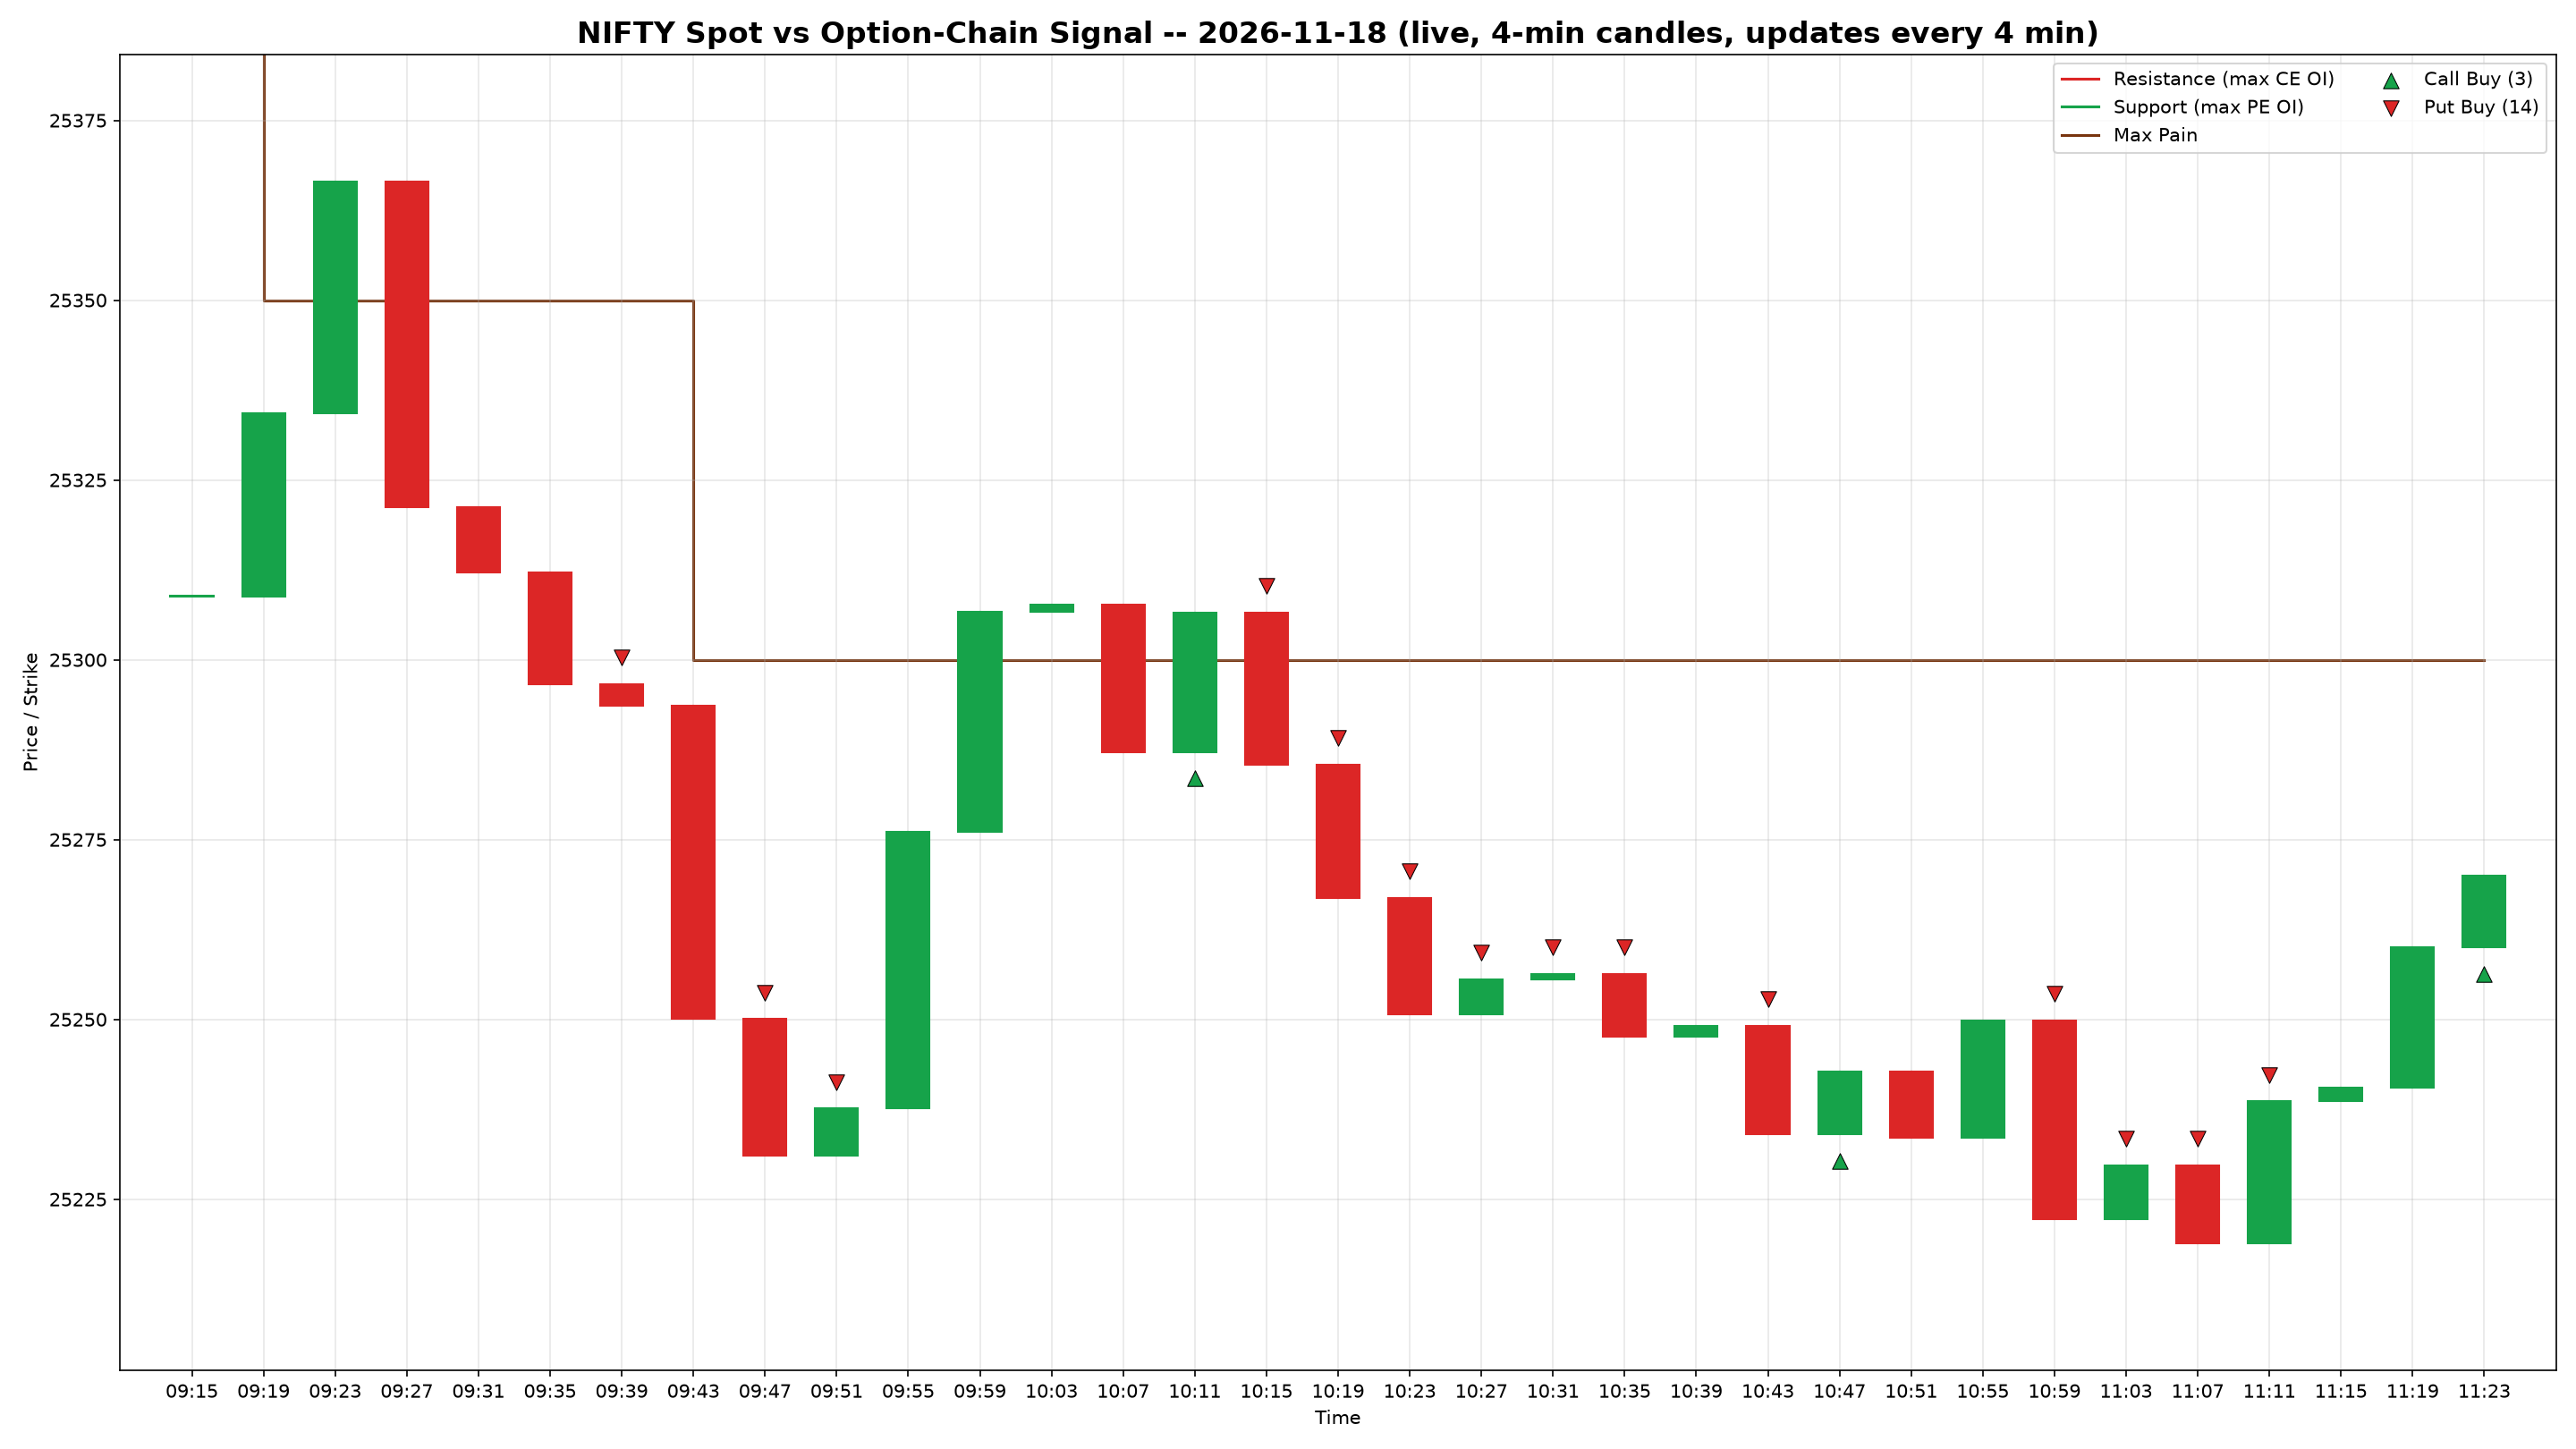 NIFTY Spot vs Option-Chain Signal -- 2026-11-18 (live, 4-min candles, updates every 4 min)
Resistance (max CE OI)
Support (max PE OI)
Max Pain
Call Buy (3)
Put Buy (14)
Price / Strike
25375
25350
25325
25300
25275
25250
25225
09:15 09:19 09:23 09:27 09:31 09:35 09:39 09:43 09:47 09:51 09:55 09:59 10:03 10:07 10:11 10:15 10:19 10:23 10:27 10:31 10:35 10:39 10:43 10:47 10:51 10:55 10:59 11:03 11:07 11:11 11:15 11:19 11:23
Time